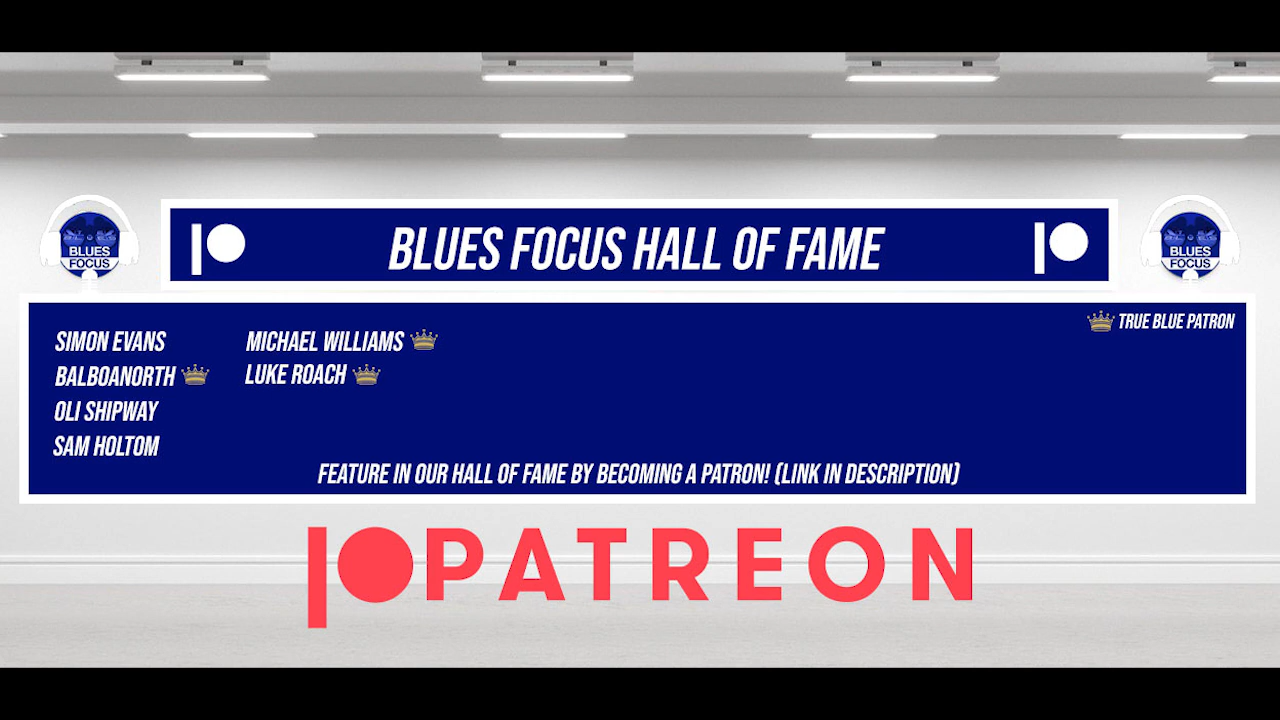 BLUES FOCUS HALL OF FAME
BLUES
FOCUS
BLUES
FOCUS
TRUE BLUE PATRON
SIMON EVANS
BALBOANORTH
OLI SHIPWAY
SAM HOLTOM
MICHAEL WILLIAMS
LUKE ROACH
FEATURE IN OUR HALL OF FAME BY BECOMING A PATRON! (LINK IN DESCRIPTION)
PATREON